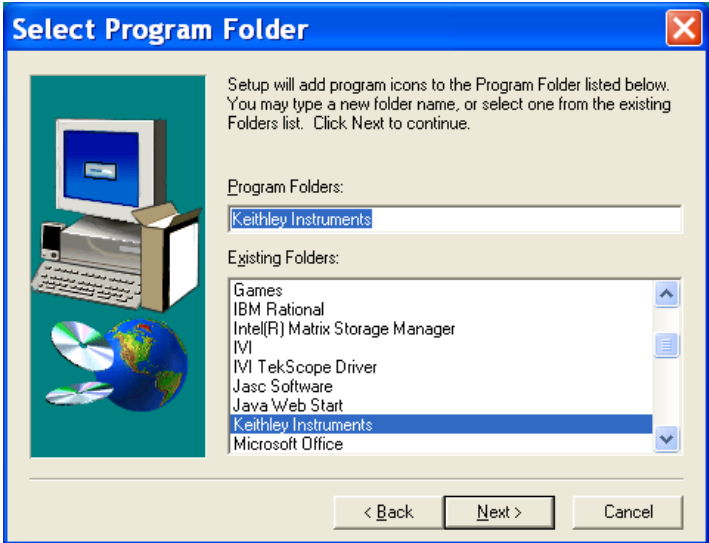 Select Program Folder
Setup will add program icons to the Program Folder listed below.
You may type a new folder name, or select one from the existing
Folders list. Click Next to continue.
Program Folders:
Keithley Instruments
Existing Folders:
Games
IBM Rational
Intel(R) Matrix Storage Manager
IVI
IVI TekScope Driver
Jasc Software
Java Web Start
Keithley Instruments
Microsoft Office
< Back
Next >
Cancel